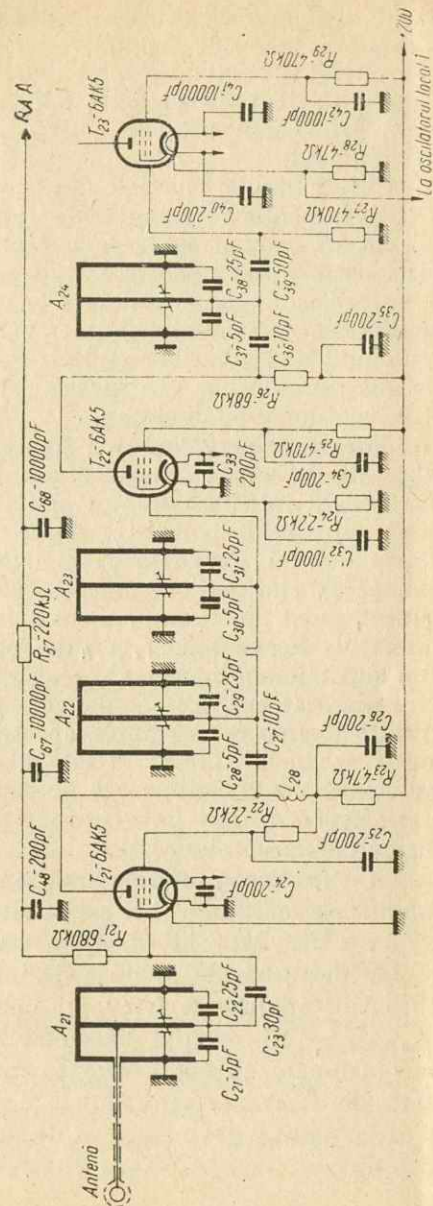 Antenă
A21
C21-5pF
C22-25pF
C23-30pF
R21-680kΩ
C48-200pF
T21-6AK5
C24-200pF
C25-200pF
R22-22kΩ
L28
R23-4,7kΩ
C26-200pF
C67-10000pF
R57-220kΩ
C68-10000pF
A22
C28-5pF
C29-25pF
C27-10pF
A23
C30-5pF
C31-25pF
T22-6AK5
C33
200pF
C32-1000pF
R24-22kΩ
C34-200pF
R25-470kΩ
R26-68kΩ
C35-200pF
A24
C37-5pF
C38-25pF
C36-10pF
C39-50pF
RAA
T23-6AK5
C40-200pF
C41-10000pF
R27-470kΩ
R28-47kΩ
C42-1000pF
R29-470kΩ
+200
La oscilatorul local I